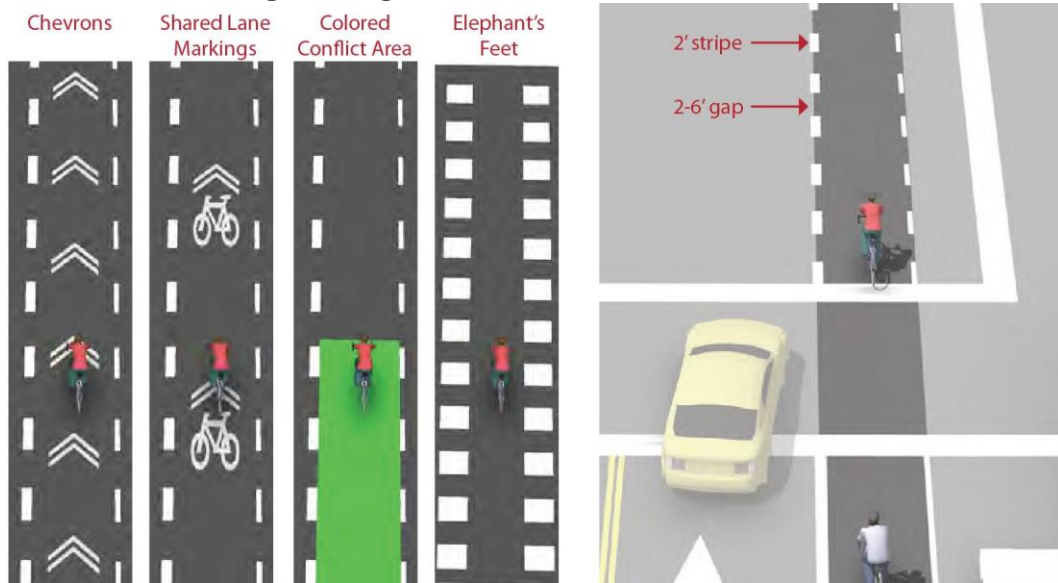 Chevrons
Shared Lane
Markings
Colored
Conflict Area
Elephant's
Feet
2' stripe
2-6' gap